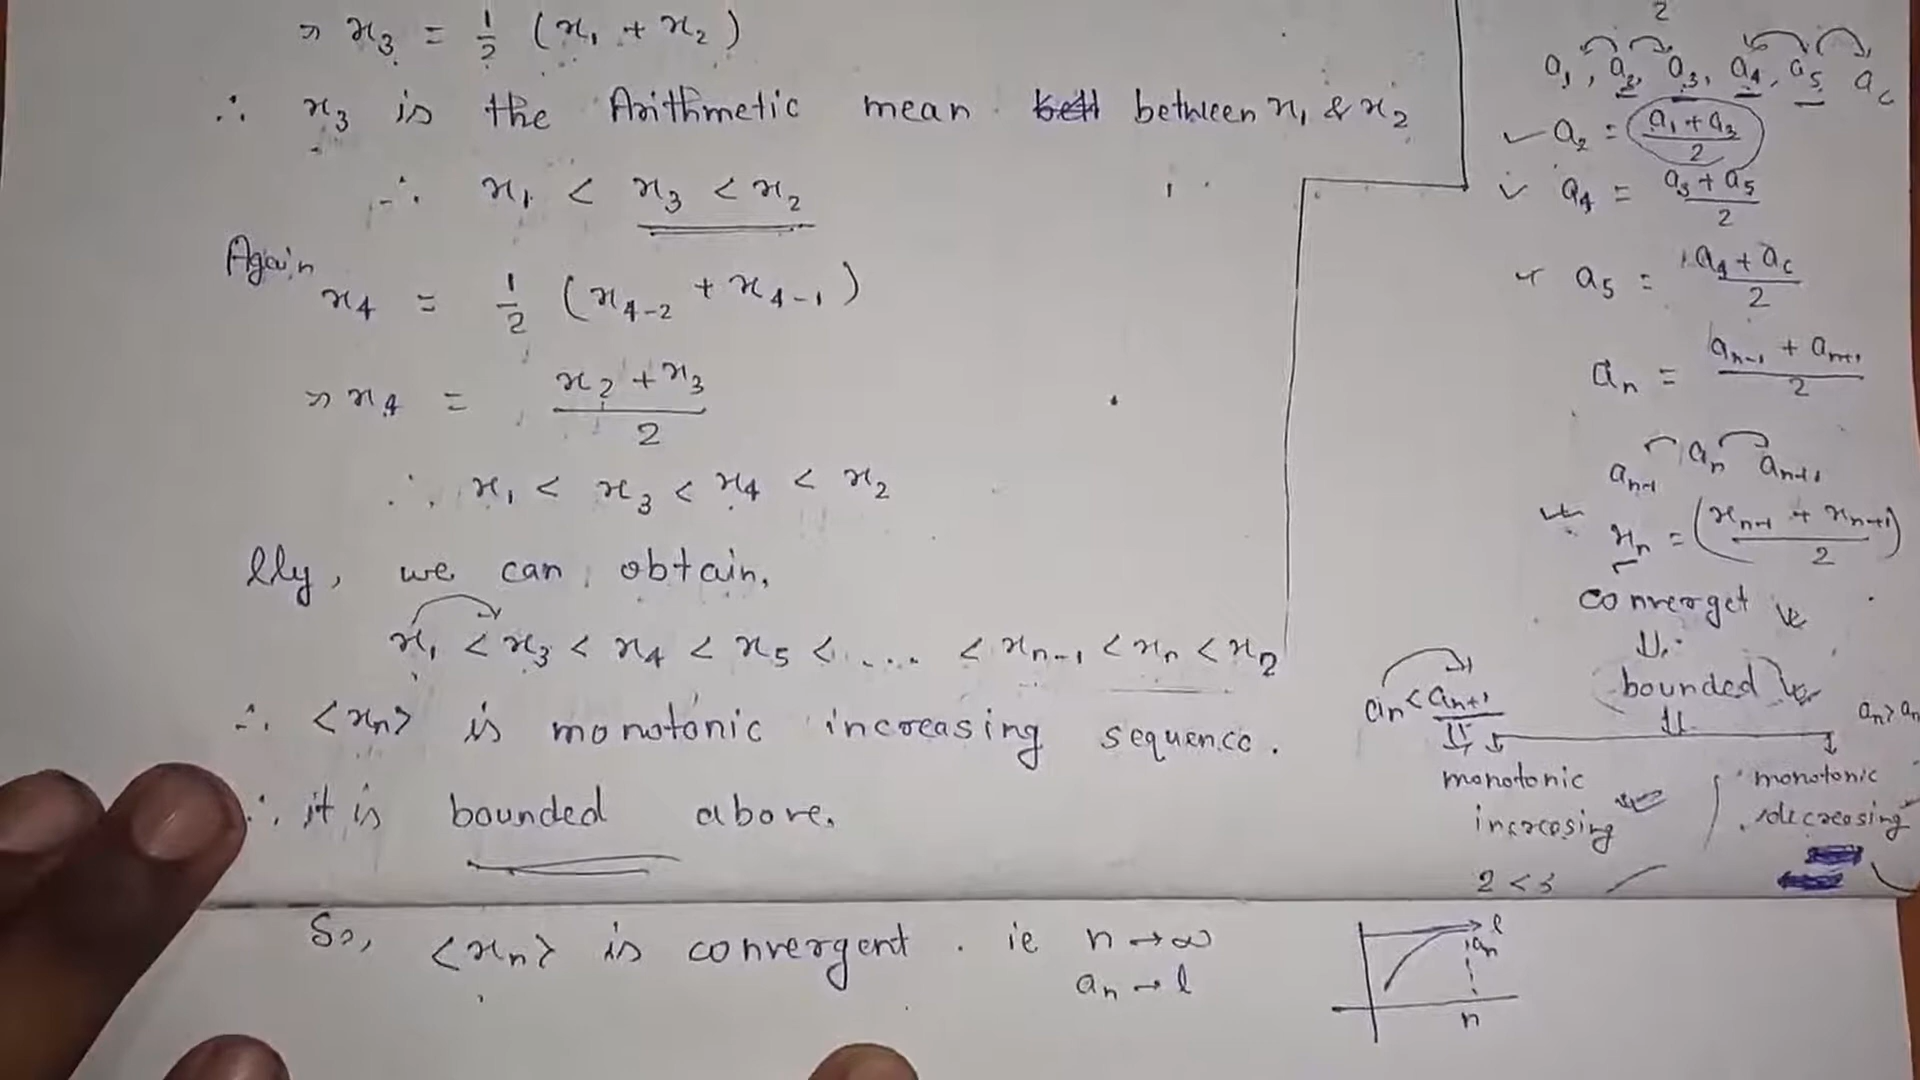 ⇒ x₃ = 1/2 (x₁ + x₂)
∴ x₃ is the Arithmetic mean between x₁ & x₂
∴ x₁ < x₃ < x₂
Again
x₄ = 1/2 (x₄₋₂ + x₄₋₁)
⇒ x₄ = (x₂ + x₃)/2
∴ x₁ < x₃ < x₄ < x₂
lly, we can obtain,
x₁ < x₃ < x₄ < x₅ < .... < xₙ₋₁ < xₙ < x₂
∴ <xₙ> is monotonic increasing sequence.
∴ it is bounded above.
So, <xₙ> is convergent. ie n → ∞
aₙ → l
2
a₁, a₂, a₃, a₄, a₅ a₆
a₂ = (a₁ + a₃)/2
a₄ = (a₃ + a₅)/2
a₅ = (a₄ + a₆)/2
aₙ = (aₙ₋₁ + aₙ₊₁)/2
aₙ₋₁ aₙ aₙ₊₁
xₙ = (xₙ₋₁ + xₙ₊₁)/2
converget
⇓
bounded
aₙ < aₙ₊₁
aₙ > aₙ
monotonic increasing
monotonic decreasing
2 < 3
l
aₙ
n